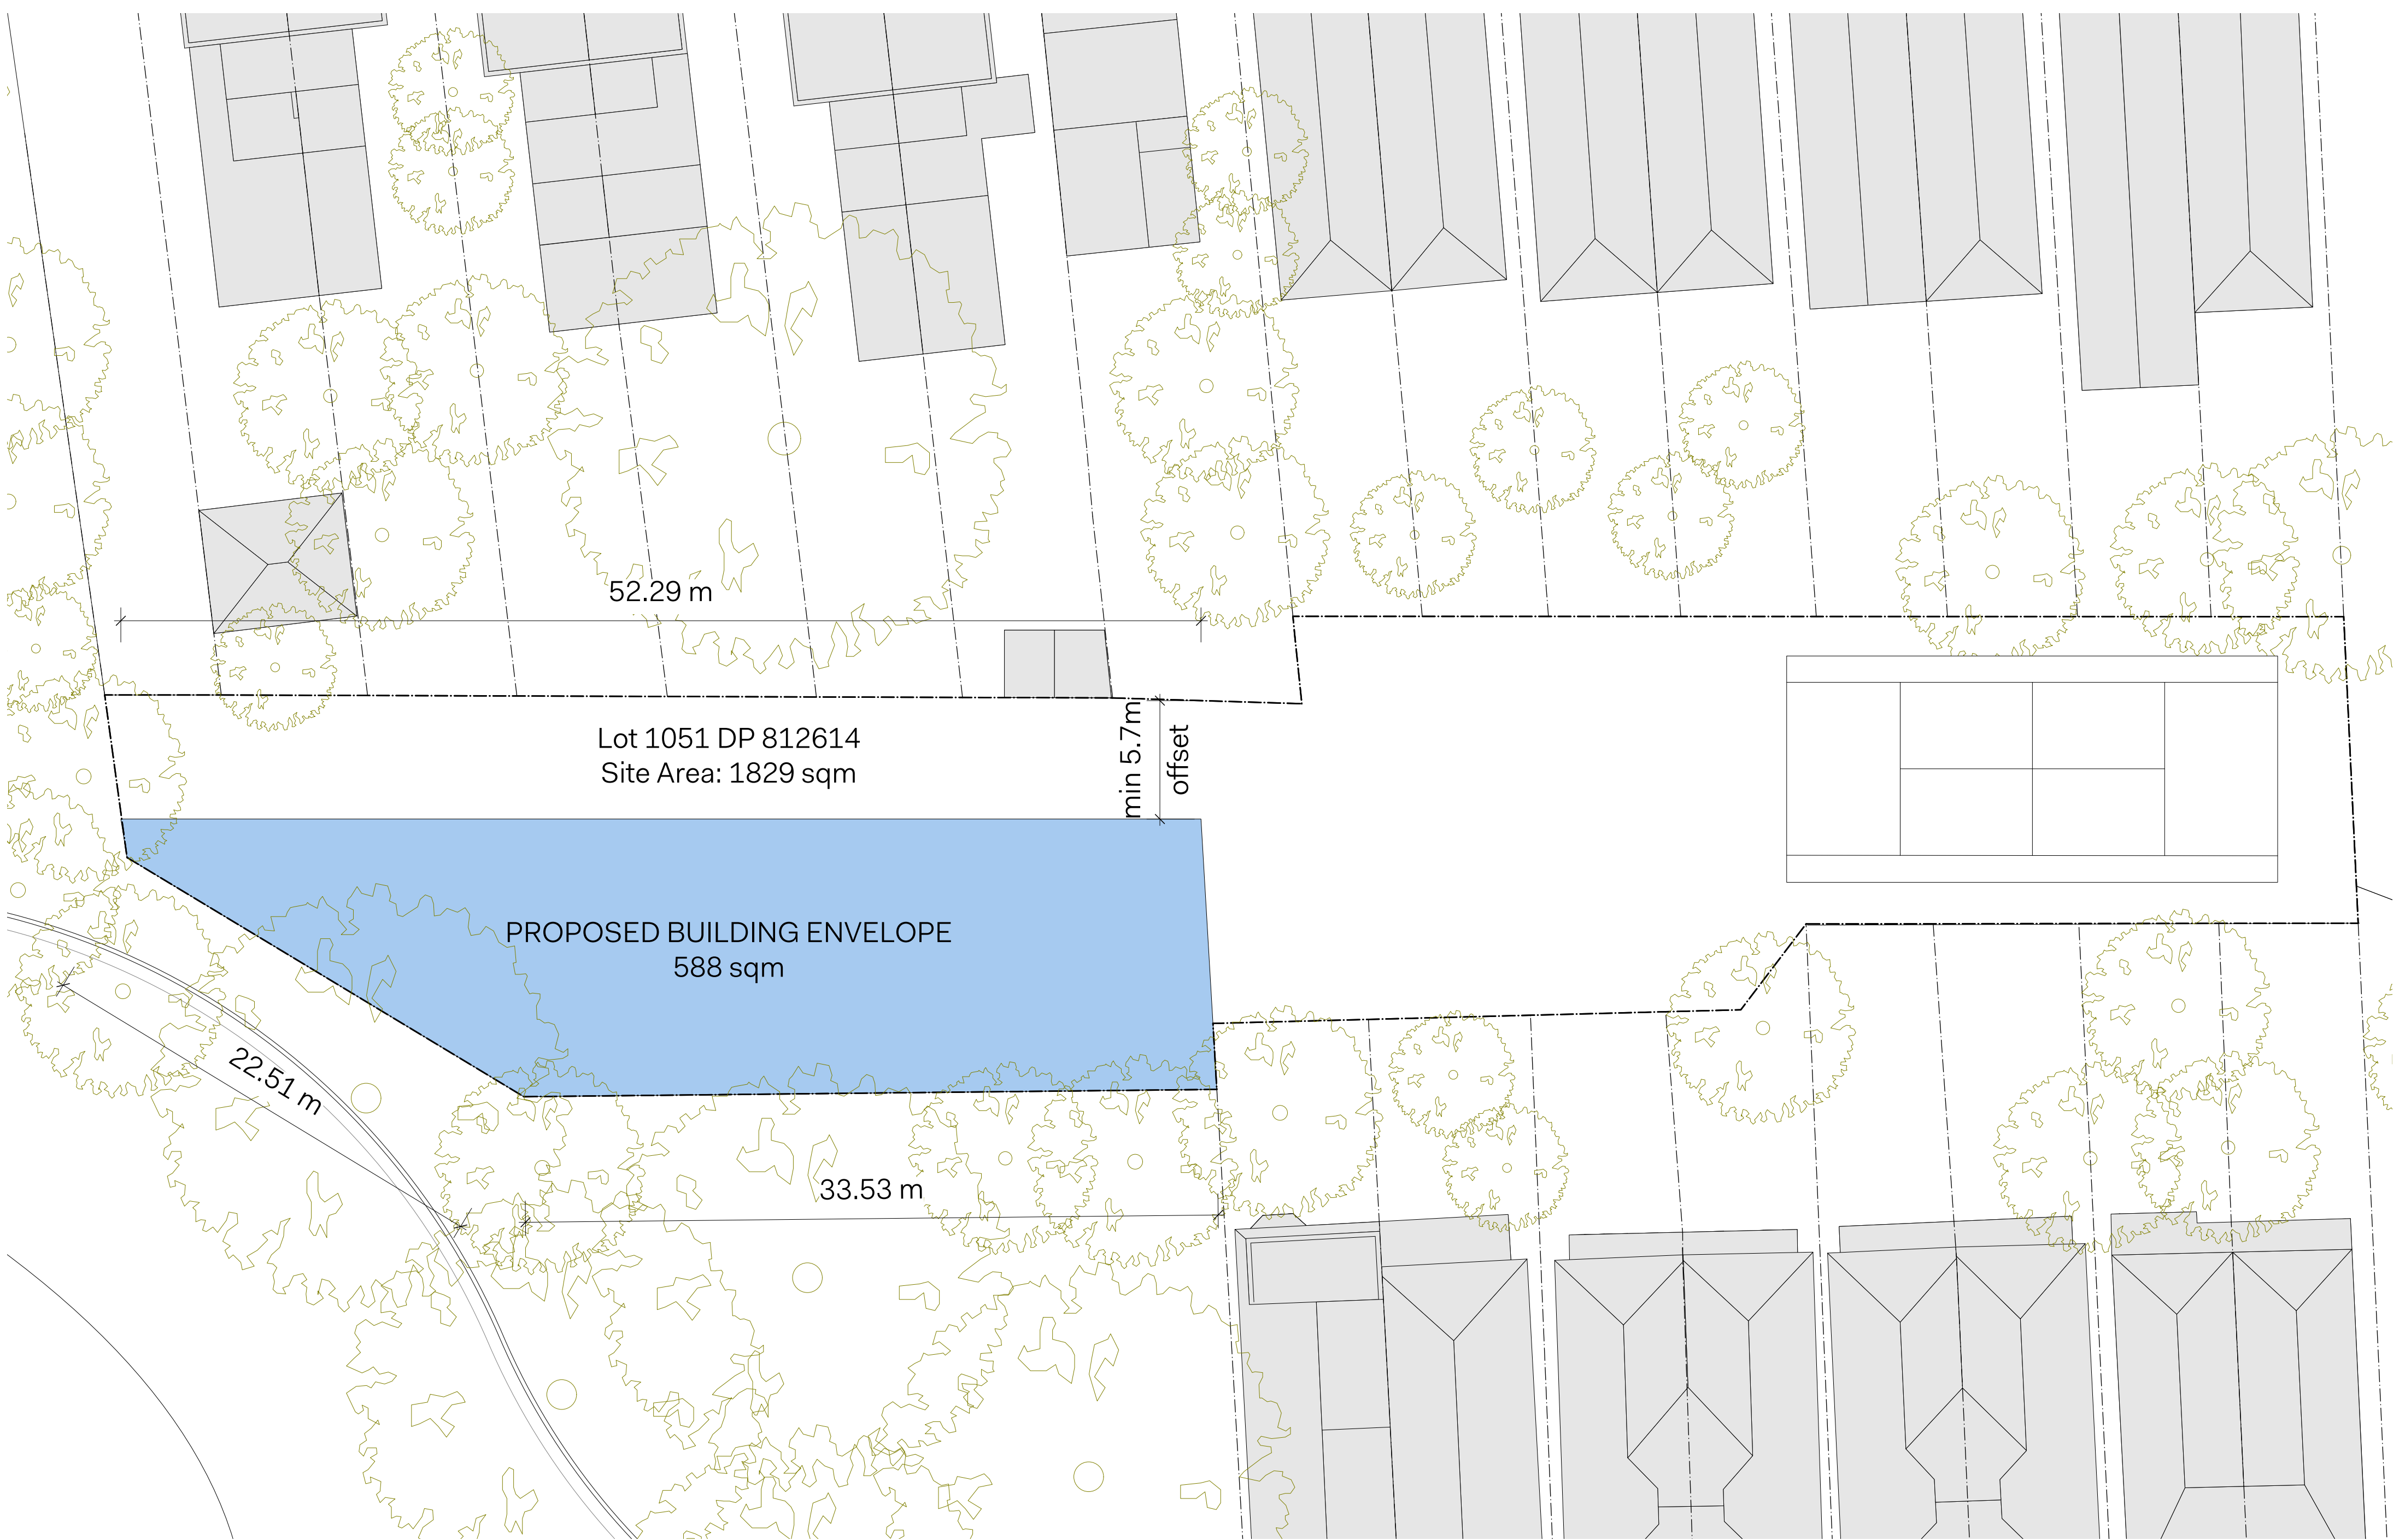 52.29 m
Lot 1051 DP 812614
Site Area: 1829 sqm
min 5.7m
offset
PROPOSED BUILDING ENVELOPE
588 sqm
22.51 m
33.53 m